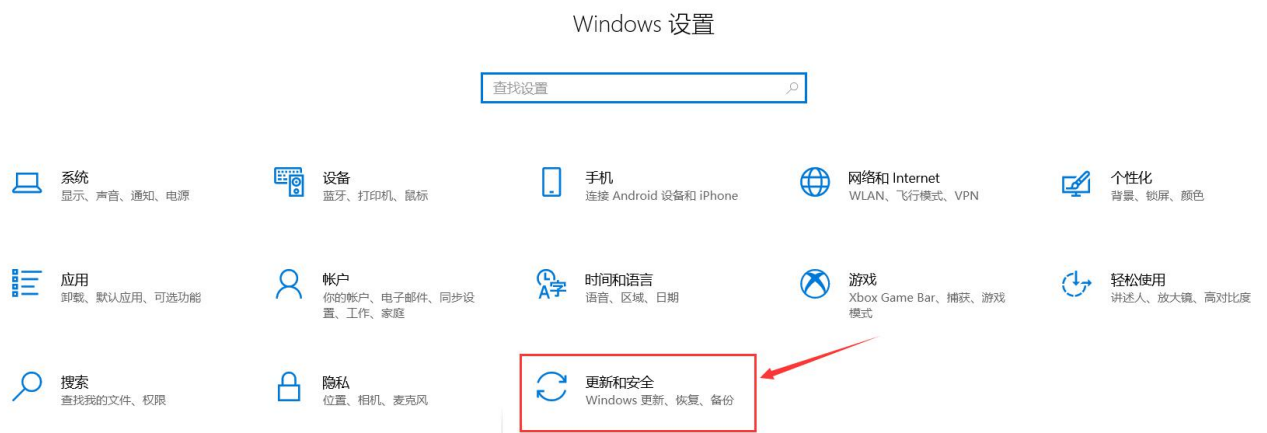 Windows 设置
查找设置
系统
显示、声音、通知、电源
设备
蓝牙、打印机、鼠标
手机
连接 Android 设备和 iPhone
网络和 Internet
WLAN、飞行模式、VPN
个性化
背景、锁屏、颜色
应用
卸载、默认应用、可选功能
帐户
你的帐户、电子邮件、同步设
置、工作、家庭
时间和语言
语音、区域、日期
游戏
Xbox Game Bar、捕获、游戏
模式
轻松使用
讲述人、放大镜、高对比度
搜索
查找我的文件、权限
隐私
位置、相机、麦克风
更新和安全
Windows 更新、恢复、备份